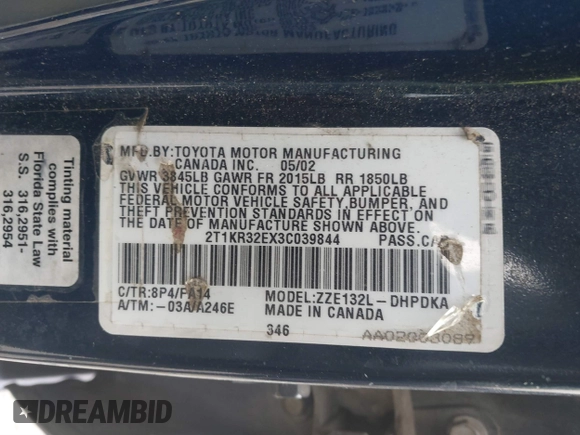 MFG.BY:TOYOTA MOTOR MANUFACTURING
CANADA INC. 05/02
GVWR 3845LB GAWR FR 2015LB RR 1850LB
THIS VEHICLE CONFORMS TO ALL APPLICABLE
FEDERAL MOTOR VEHICLE SAFETY,BUMPER, AND
THEFT PREVENTION STANDARDS IN EFFECT ON
THE DATE OF MANUFACTURE SHOWN ABOVE.
2T1KR32EX3C039844 PASS.CAR
C/TR:8P4/FA14 MODEL:ZZE132L-DHPDKA
A/TM:-03A/A246E MADE IN CANADA
346
Tinting material
complies with
Florida State Law
S.S. 316,2951-
316,2954
DREAMBID